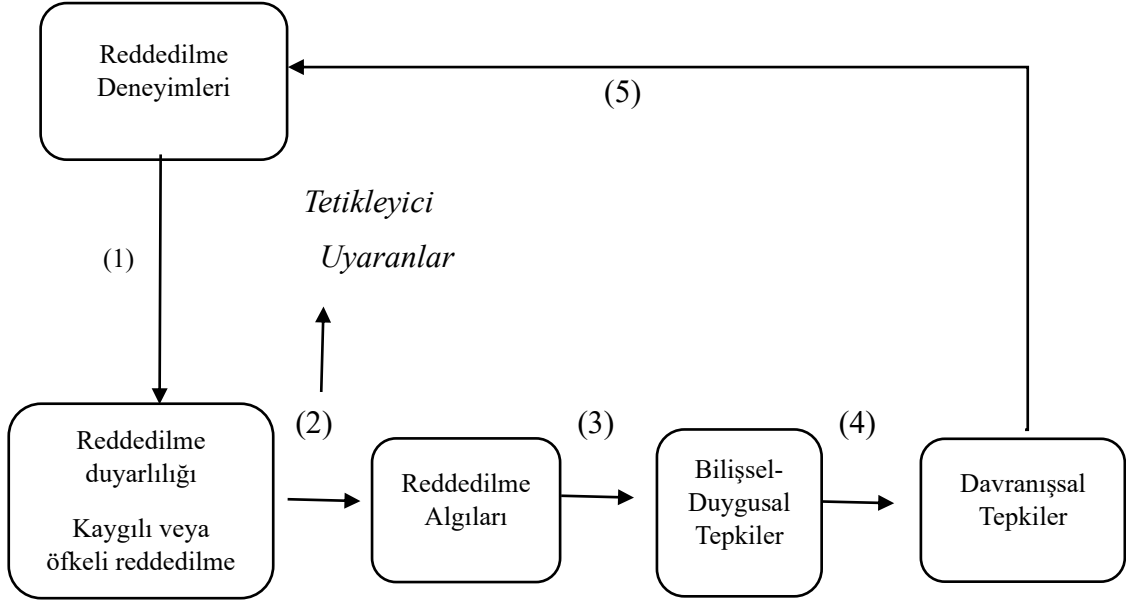 Reddedilme
Deneyimleri
(5)
Tetikleyici
Uyaranlar
(1)
Reddedilme
duyarlılığı
Kaygılı veya
öfkeli reddedilme
(2)
Reddedilme
Algıları
(3)
Bilişsel-
Duygusal
Tepkiler
(4)
Davranışsal
Tepkiler